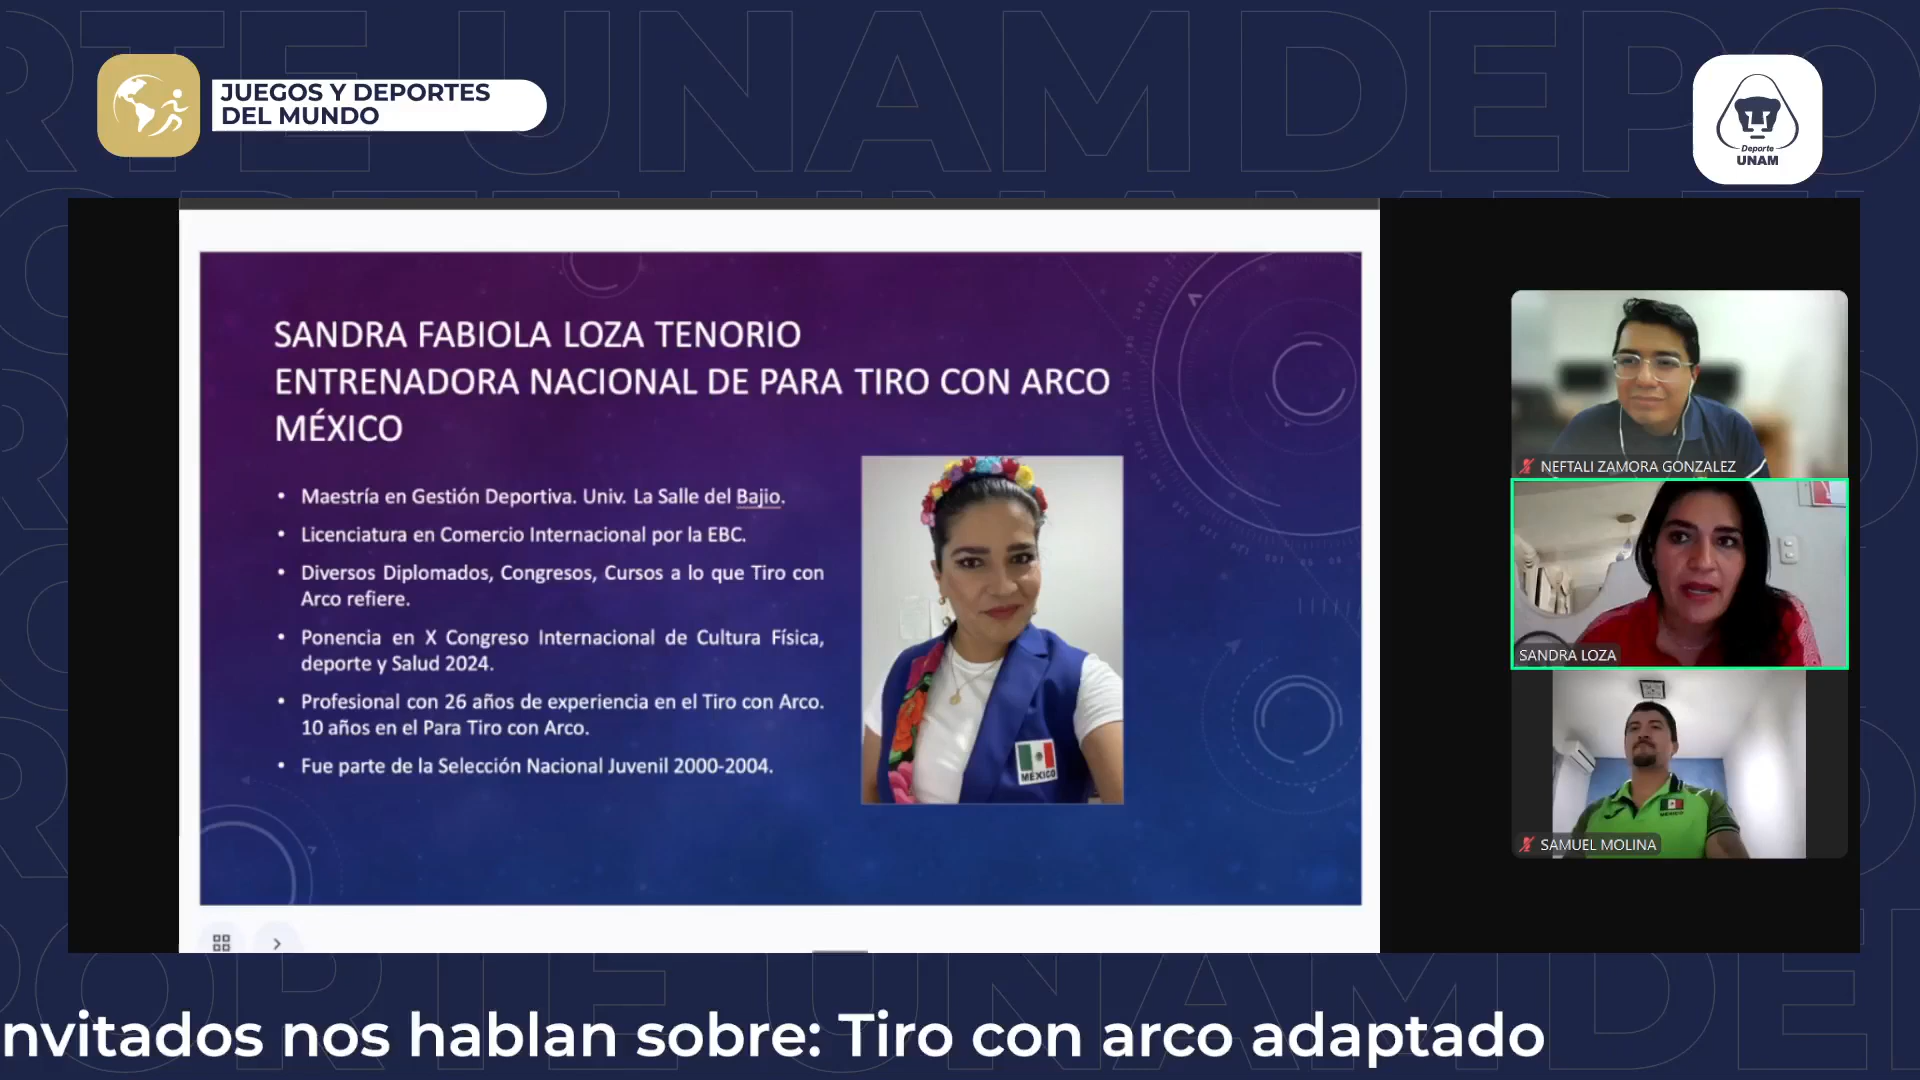 JUEGOS Y DEPORTES
DEL MUNDO
Deporte
UNAM
SANDRA FABIOLA LOZA TENORIO
ENTRENADORA NACIONAL DE PARA TIRO CON ARCO
MÉXICO
• Maestría en Gestión Deportiva. Univ. La Salle del Bajio.
• Licenciatura en Comercio Internacional por la EBC.
• Diversos Diplomados, Congresos, Cursos a lo que Tiro con
Arco refiere.
• Ponencia en X Congreso Internacional de Cultura Física,
deporte y Salud 2024.
• Profesional con 26 años de experiencia en el Tiro con Arco.
10 años en el Para Tiro con Arco.
• Fue parte de la Selección Nacional Juvenil 2000-2004.
MÉXICO
NEFTALI ZAMORA GONZALEZ
SANDRA LOZA
MÉXICO
SAMUEL MOLINA
nvitados nos hablan sobre: Tiro con arco adaptado